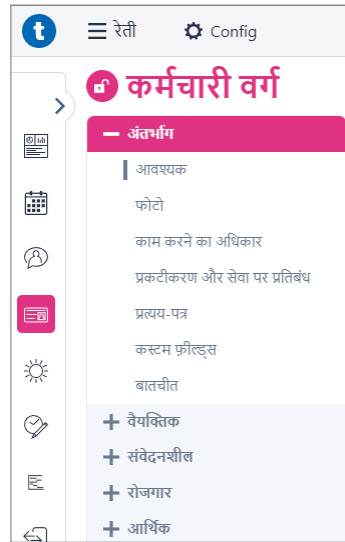 t
रेती
Config
कर्मचारी वर्ग
अंतर्भाग
आवश्यक
फोटो
काम करने का अधिकार
प्रकटीकरण और सेवा पर प्रतिबंध
प्रत्यय-पत्र
कस्टम फ़ील्ड्स
बातचीत
वैयक्तिक
संवेदनशील
रोजगार
आर्थिक